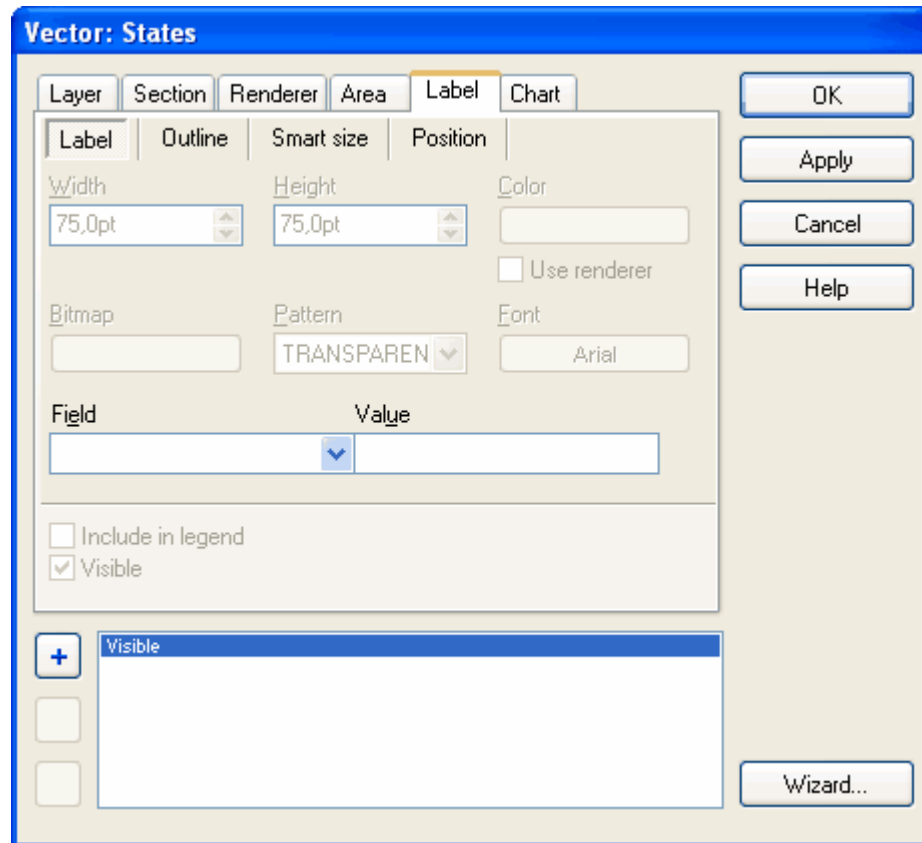 Vector: States
Layer Section Renderer Area Label Chart
OK
Label Outline Smart size Position
Apply
Width Height Color
75,0pt 75,0pt
Cancel
Use renderer
Help
Bitmap Pattern Font
TRANSPAREN Arial
Field Value
Include in legend
Visible
+
Visible
Wizard...